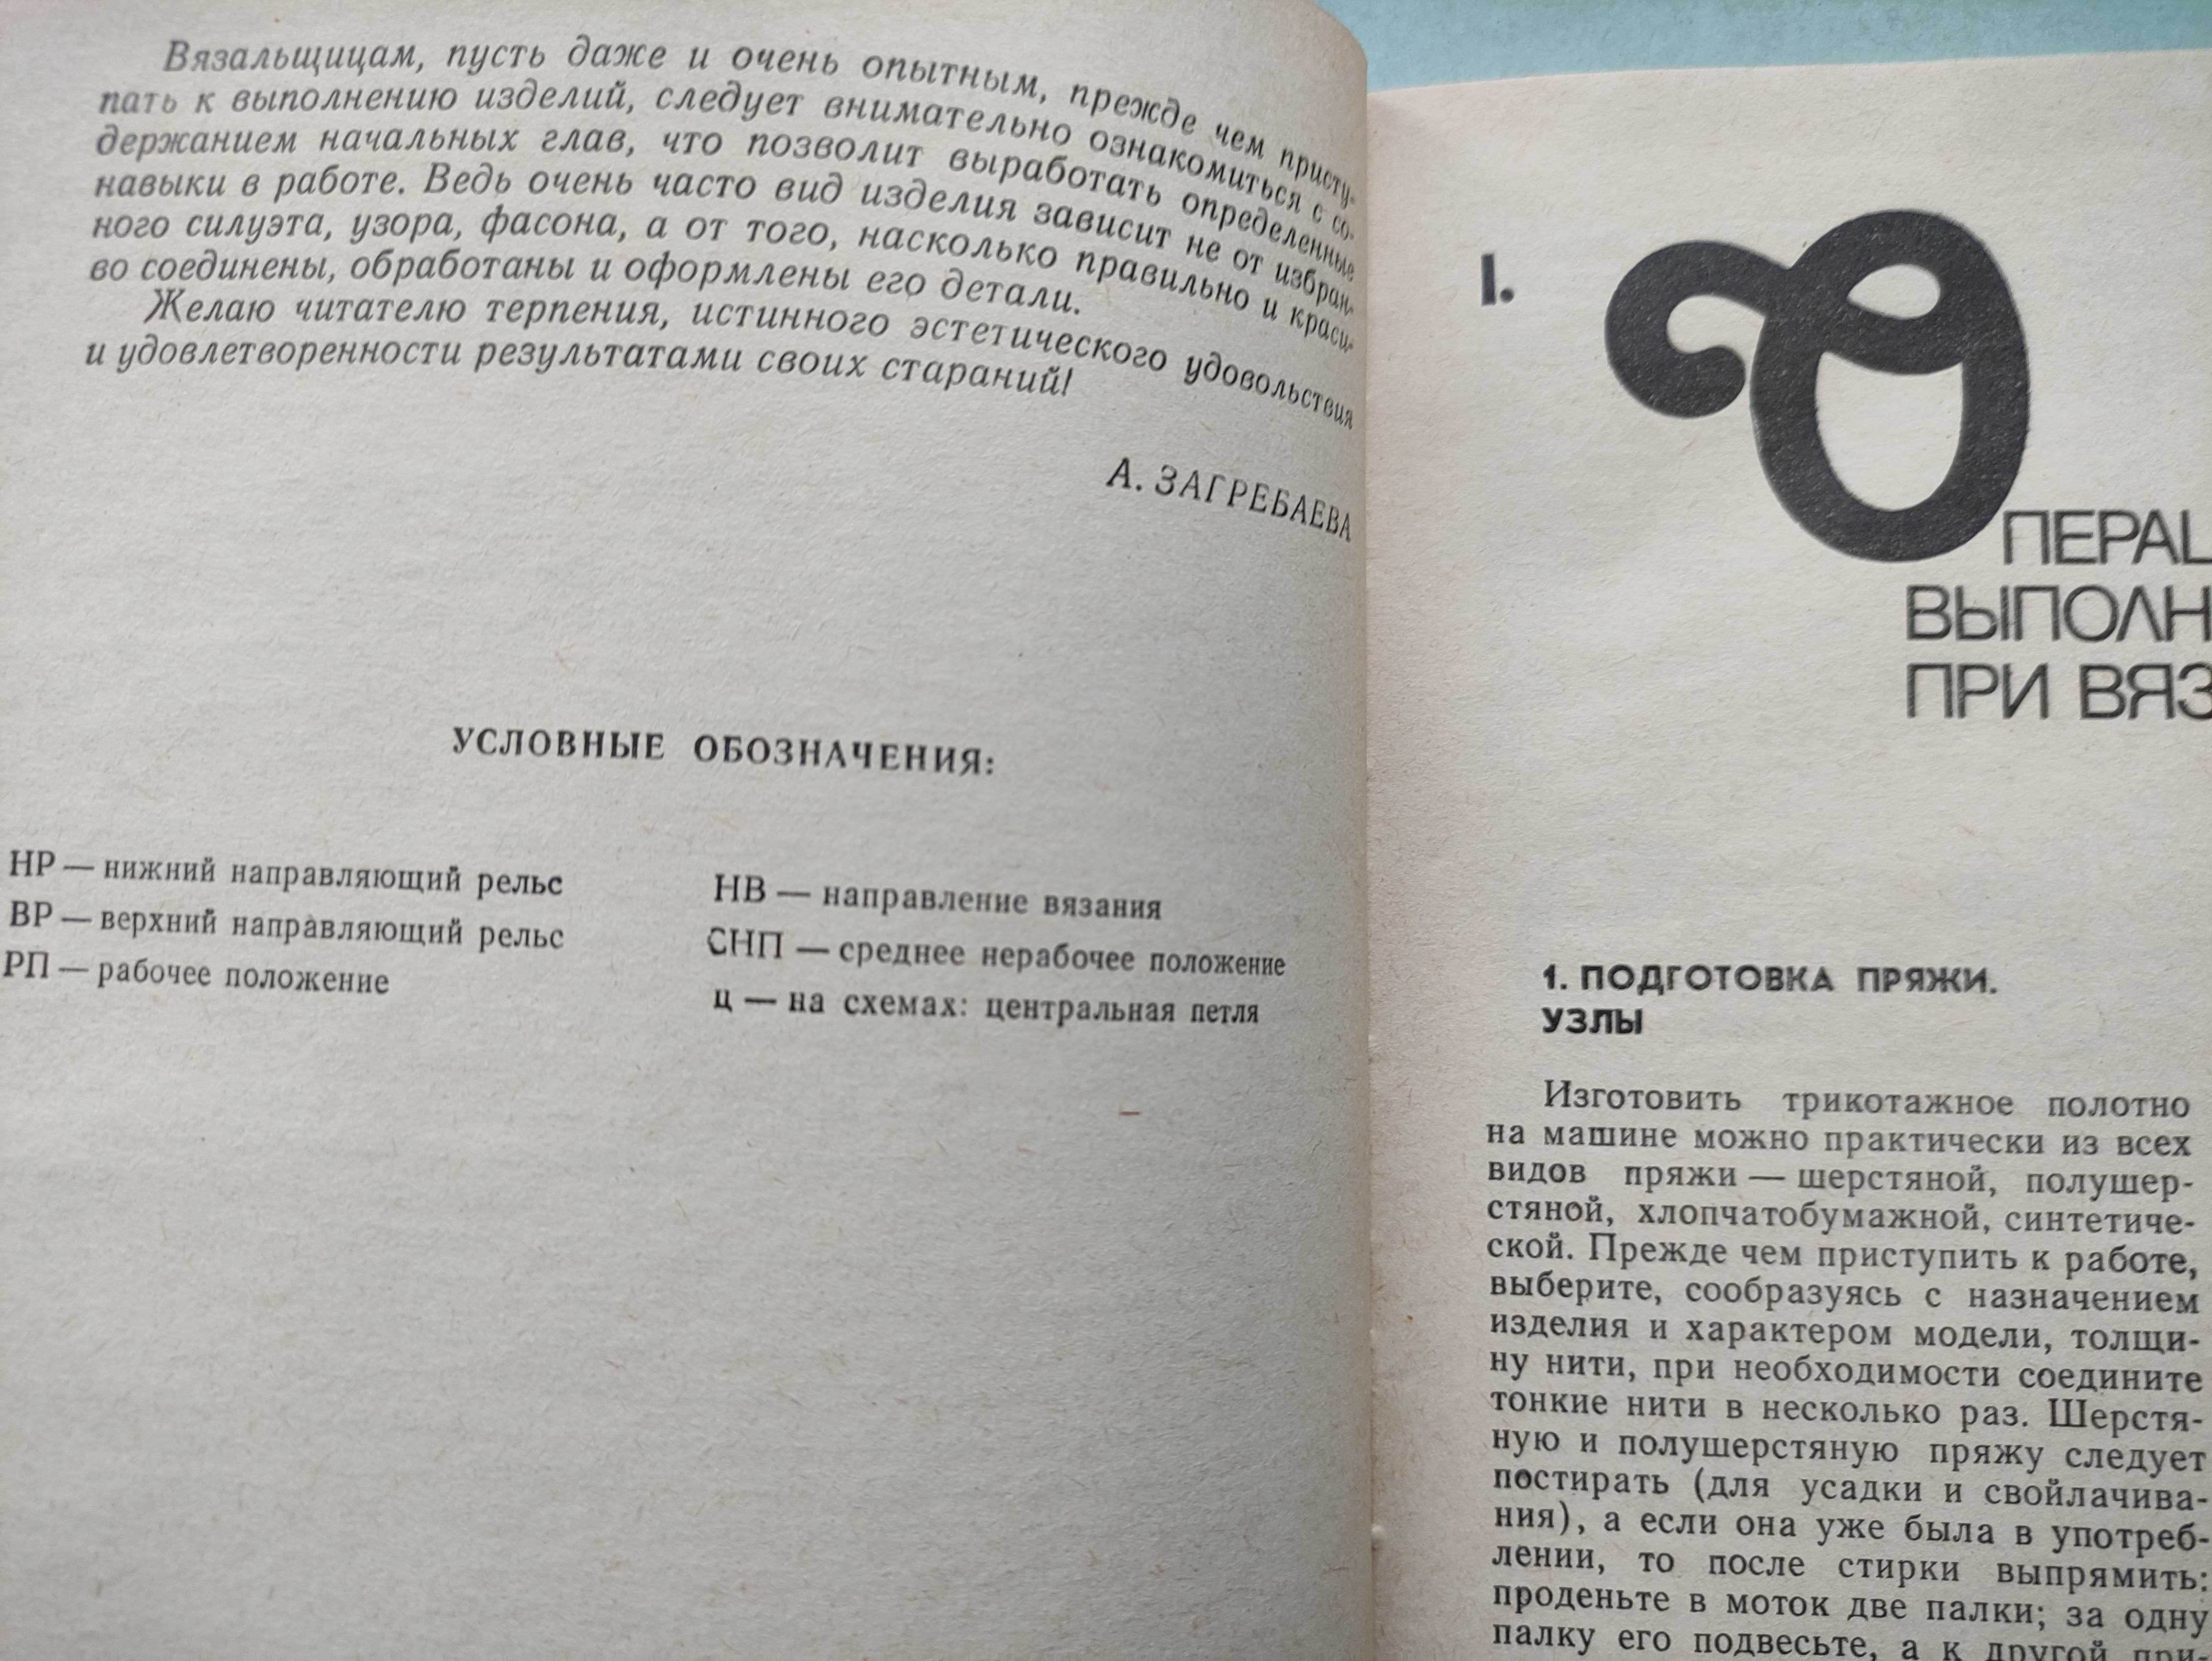 Вязальщицам, пусть даже и очень опытным, прежде чем присту-
пать к выполнению изделий, следует внимательно ознакомиться с со-
держанием начальных глав, что позволит выработать определенные
навыки в работе. Ведь очень часто вид изделия зависит не от избран-
ного силуэта, узора, фасона, а от того, насколько правильно и краси-
во соединены, обработаны и оформлены его детали.
Желаю читателю терпения, истинного эстетического удовольствия
и удовлетворенности результатами своих стараний!
А. ЗАГРЕБАЕВА
УСЛОВНЫЕ ОБОЗНАЧЕНИЯ:
НР — нижний направляющий рельс
ВР — верхний направляющий рельс
РП — рабочее положение
НВ — направление вязания
СНП — среднее нерабочее положение
ц — на схемах: центральная петля
I.
ОПЕРАЦ
ВЫПОЛН
ПРИ ВЯЗ
1. ПОДГОТОВКА ПРЯЖИ.
УЗЛЫ
Изготовить трикотажное полотно
на машине можно практически из всех
видов пряжи — шерстяной, полушер-
стяной, хлопчатобумажной, синтетиче-
ской. Прежде чем приступить к работе,
выберите, сообразуясь с назначением
изделия и характером модели, толщи-
ну нити, при необходимости соедините
тонкие нити в несколько раз. Шерстя-
ную и полушерстяную пряжу следует
постирать (для усадки и свойлачива-
ния), а если она уже была в употреб-
лении, то после стирки выпрямить:
проденьте в моток две палки; за одну
палку его подвесьте, а к другой при-